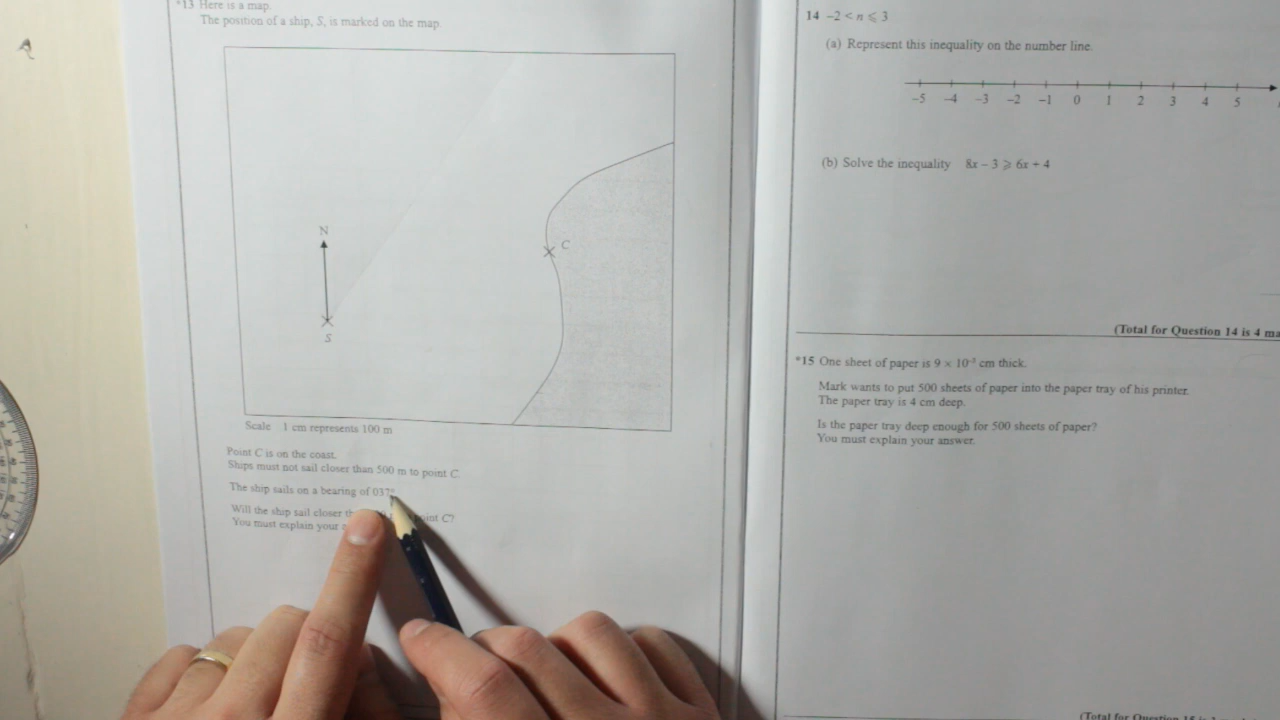 *13 Here is a map.
The position of a ship, S, is marked on the map.
N
S
C
Scale 1 cm represents 100 m
Point C is on the coast.
Ships must not sail closer than 500 m to point C.
The ship sails on a bearing of 037°
Will the ship sail closer point C?
You must explain your
14 −2 < n ⩽ 3
(a) Represent this inequality on the number line.
−5 −4 −3 −2 −1 0 1 2 3 4 5
(b) Solve the inequality 8x − 3 ⩾ 6x + 4
(Total for Question 14 is 4
*15 One sheet of paper is cm thick.
Mark wants to put 500 sheets of paper into the paper tray of his printer.
The paper tray is 4 cm deep.
Is the paper tray deep enough for 500 sheets of paper?
You must explain your answer.
(Total for Question 15 is